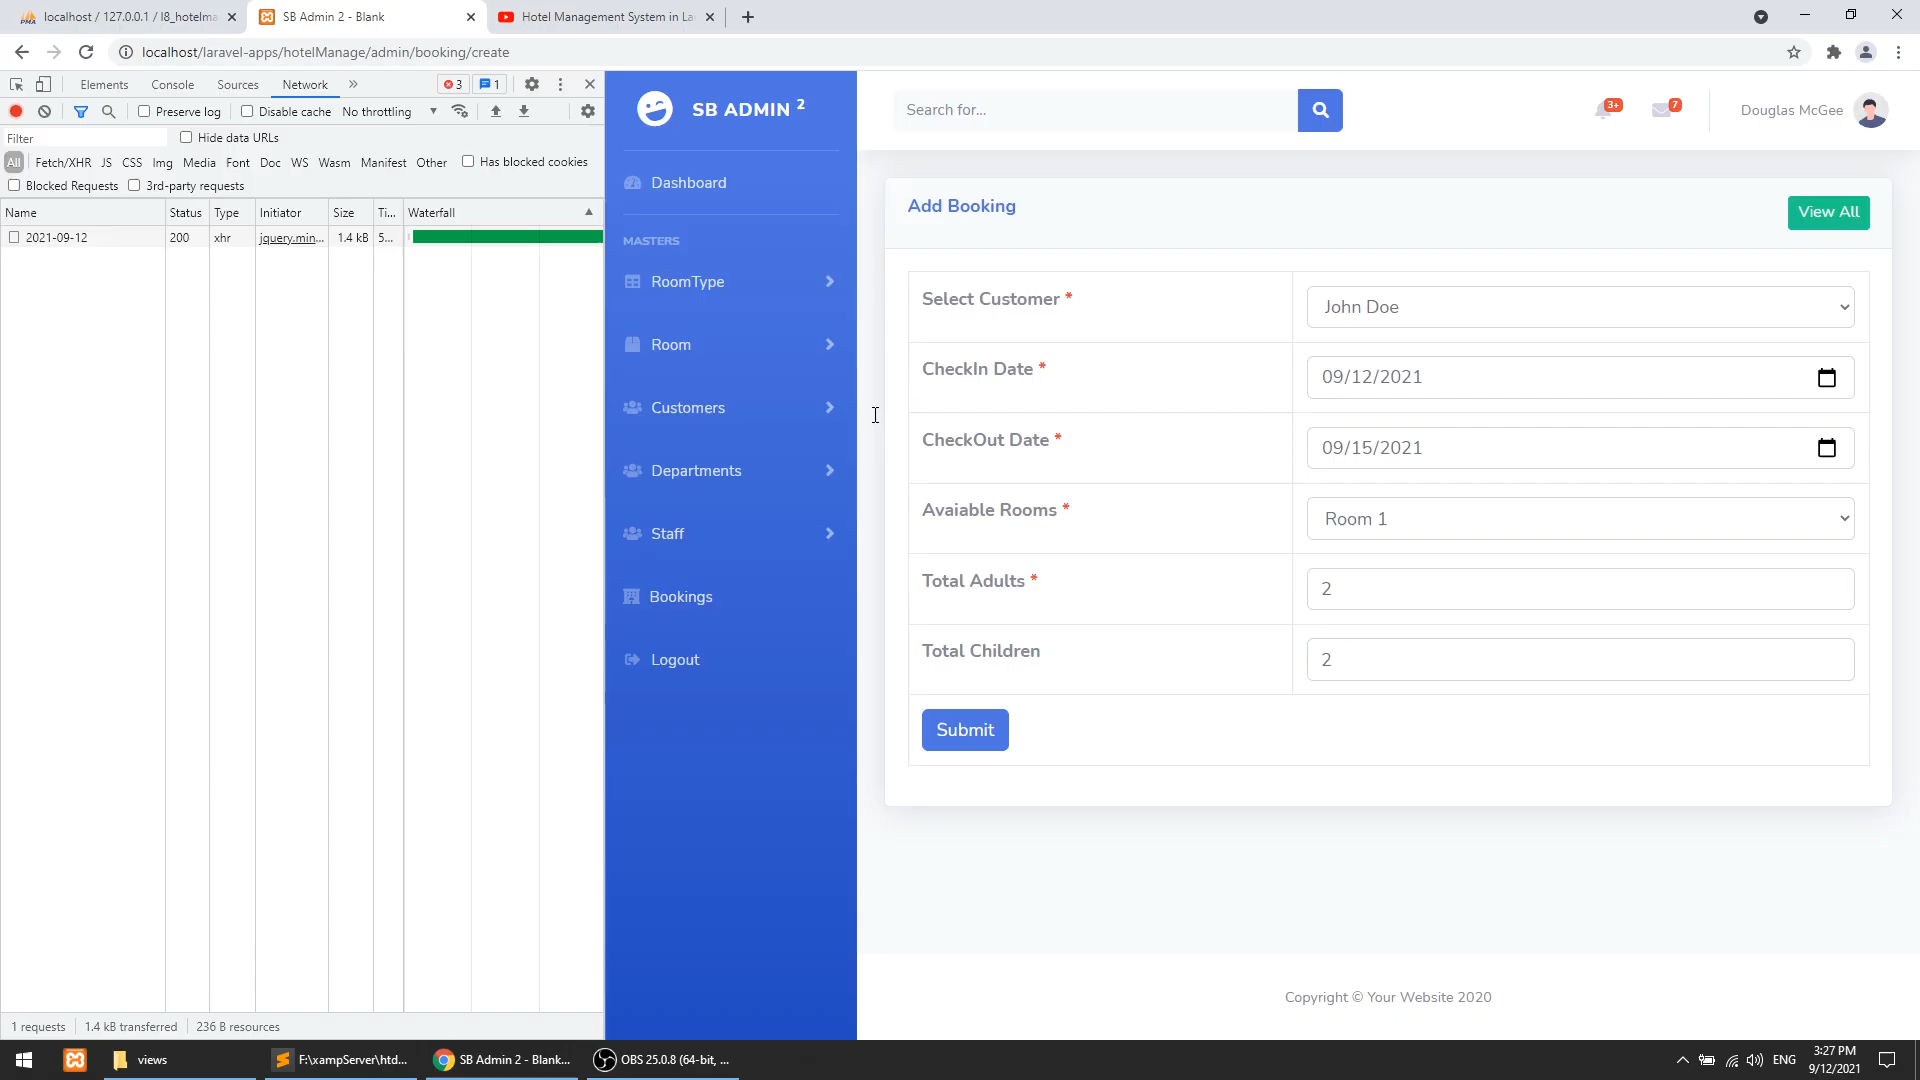 localhost / 127.0.0.1 / l8_hotelma
SB Admin 2 - Blank
Hotel Management System in La
localhost/laravel-apps/hotelManage/admin/booking/create
Elements Console Sources Network 3 1
Preserve log Disable cache No throttling
Filter Hide data URLs
All Fetch/XHR JS CSS Img Media Font Doc WS Wasm Manifest Other Has blocked cookies
Blocked Requests 3rd-party requests
Name Status Type Initiator Size Ti... Waterfall
2021-09-12 200 xhr jquery.min... 1.4 kB 5...
1 requests 1.4 kB transferred 236 B resources
SB ADMIN 2
Dashboard
MASTERS
RoomType
Room
Customers
Departments
Staff
Bookings
Logout
Search for...
3+
7
Douglas McGee
Add Booking
View All
Select Customer *
John Doe
CheckIn Date *
09/12/2021
CheckOut Date *
09/15/2021
Avaiable Rooms *
Room 1
Total Adults *
2
Total Children
2
Submit
Copyright © Your Website 2020
views
F:\xampServer\htd...
SB Admin 2 - Blank...
OBS 25.0.8 (64-bit, ...
ENG
3:27 PM
9/12/2021